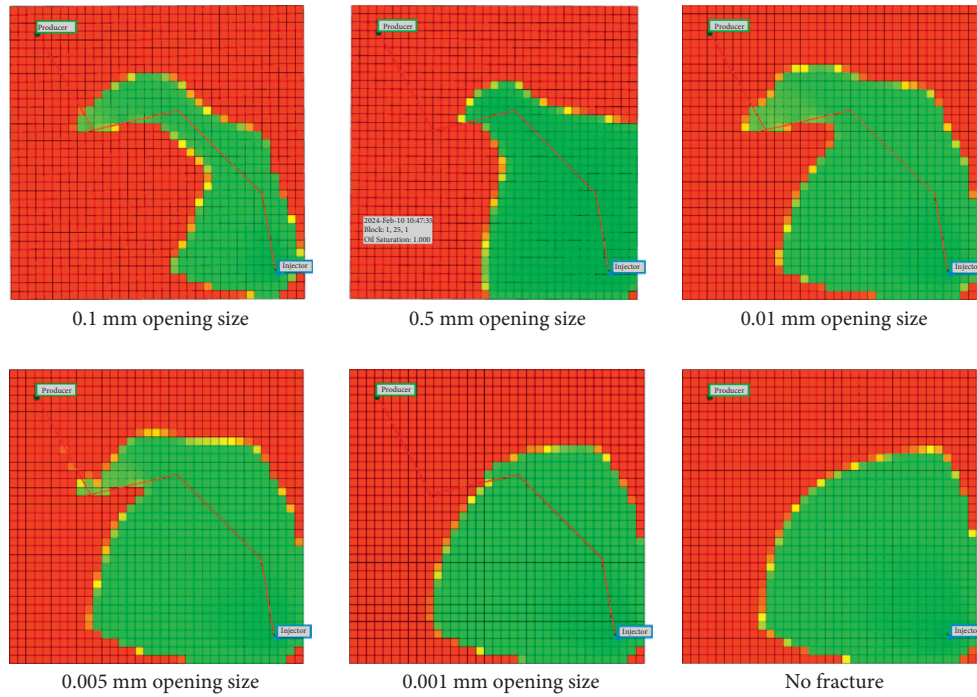 Producer
Producer
Producer
2024-Feb-10 10:47:35
Block: 1, 25, 1
Oil Saturation: 1.000
Injector
Injector
Injector
0.1 mm opening size
0.5 mm opening size
0.01 mm opening size
Producer
Producer
Producer
Injector
Injector
Injector
0.005 mm opening size
0.001 mm opening size
No fracture